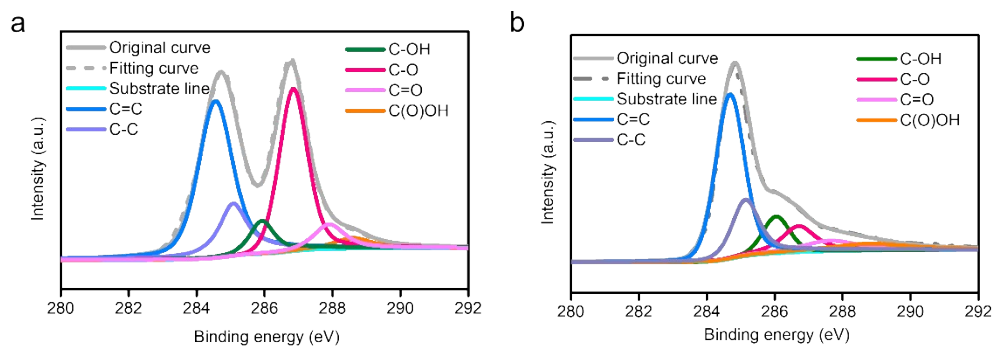 a
Original curve
Fitting curve
Substrate line
C=C
C-C
C-OH
C-O
C=O
C(O)OH
Intensity (a.u.)
280 282 284 286 288 290 292
Binding energy (eV)
b
Original curve
Fitting curve
Substrate line
C=C
C-C
C-OH
C-O
C=O
C(O)OH
Intensity (a.u.)
280 282 284 286 288 290 292
Binding energy (eV)